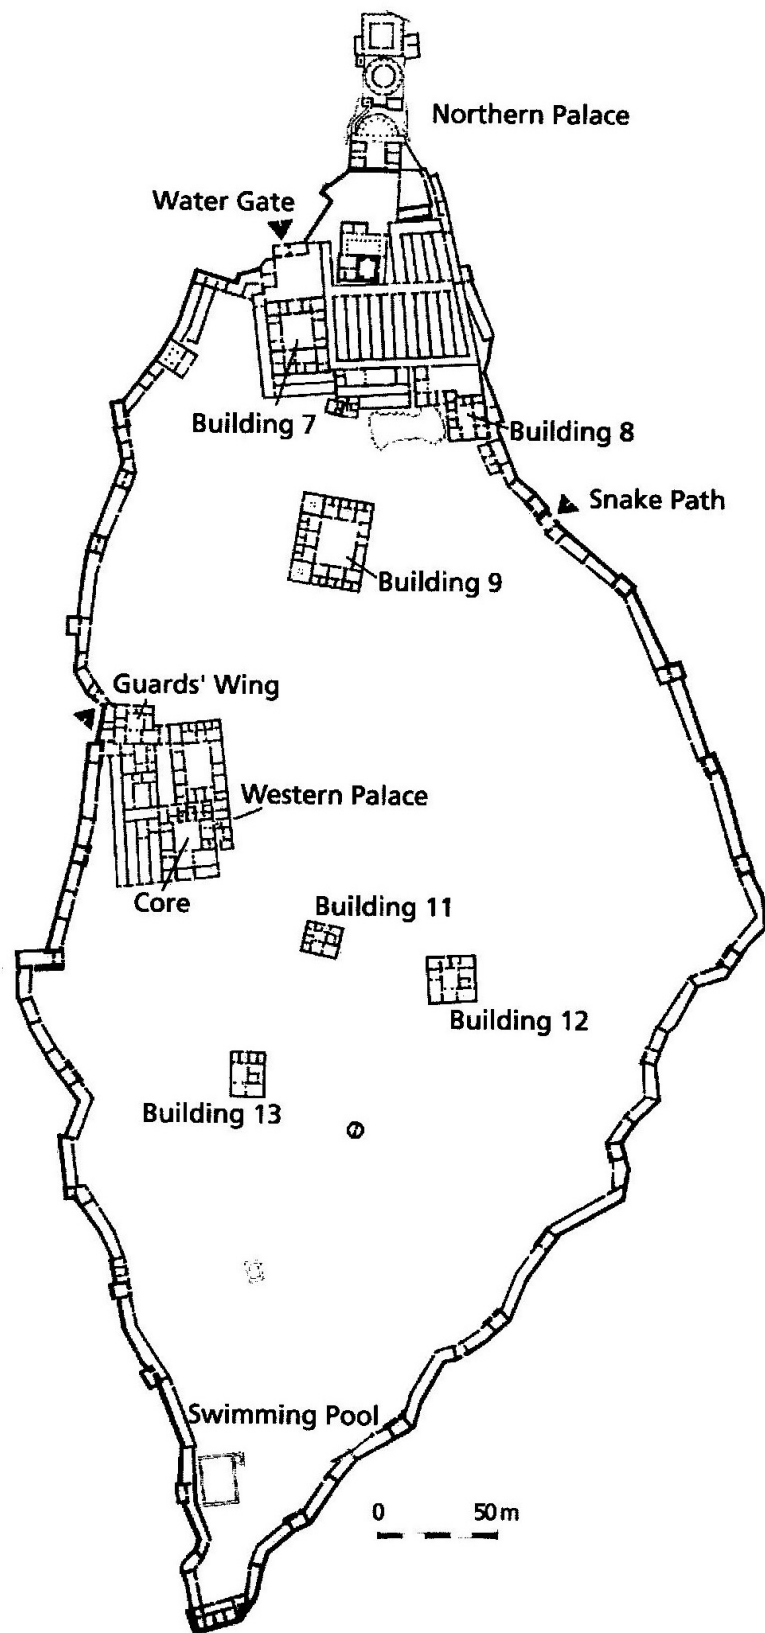 Northern Palace
Water Gate
Building 7
Building 8
Snake Path
Building 9
Guards' Wing
Western Palace
Core
Building 11
Building 12
Building 13
Swimming Pool
0 50 m